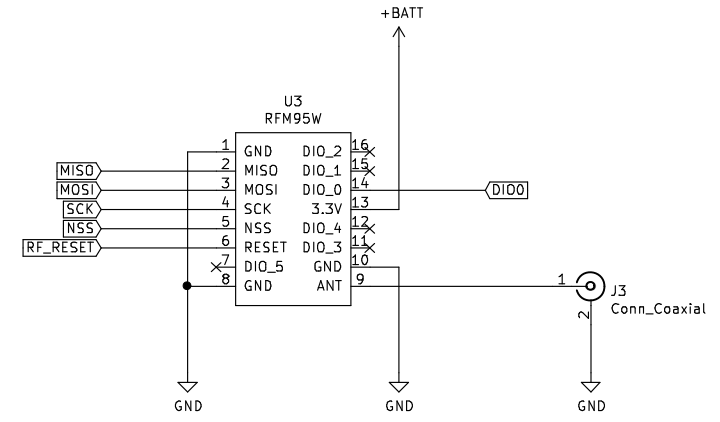 +BATT
U3
RFM95W
1 GND DIO_2 16
MISO 2 MISO DIO_1 15
MOSI 3 MOSI DIO_0 14 DIO0
SCK 4 SCK 3.3V 13
NSS 5 NSS DIO_4 12
RF_RESET 6 RESET DIO_3 11
7 DIO_5 GND 10
8 GND ANT 9 1
J3
Conn_Coaxial
2
GND GND GND